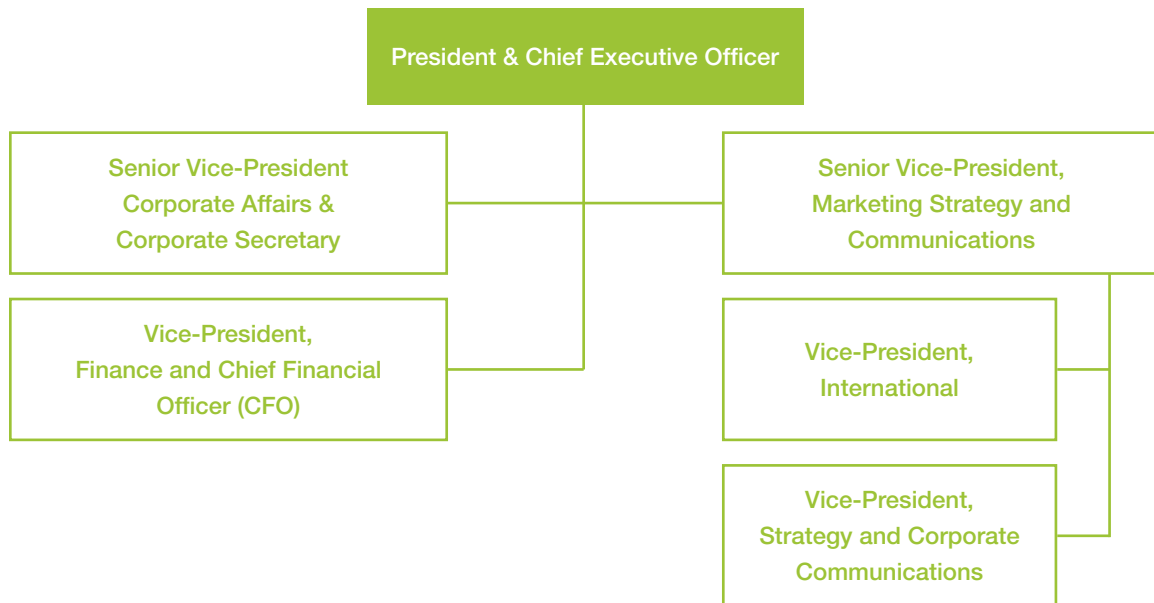 President & Chief Executive Officer
Senior Vice-President
Corporate Affairs &
Corporate Secretary
Senior Vice-President,
Marketing Strategy and
Communications
Vice-President,
Finance and Chief Financial
Officer (CFO)
Vice-President,
International
Vice-President,
Strategy and Corporate
Communications